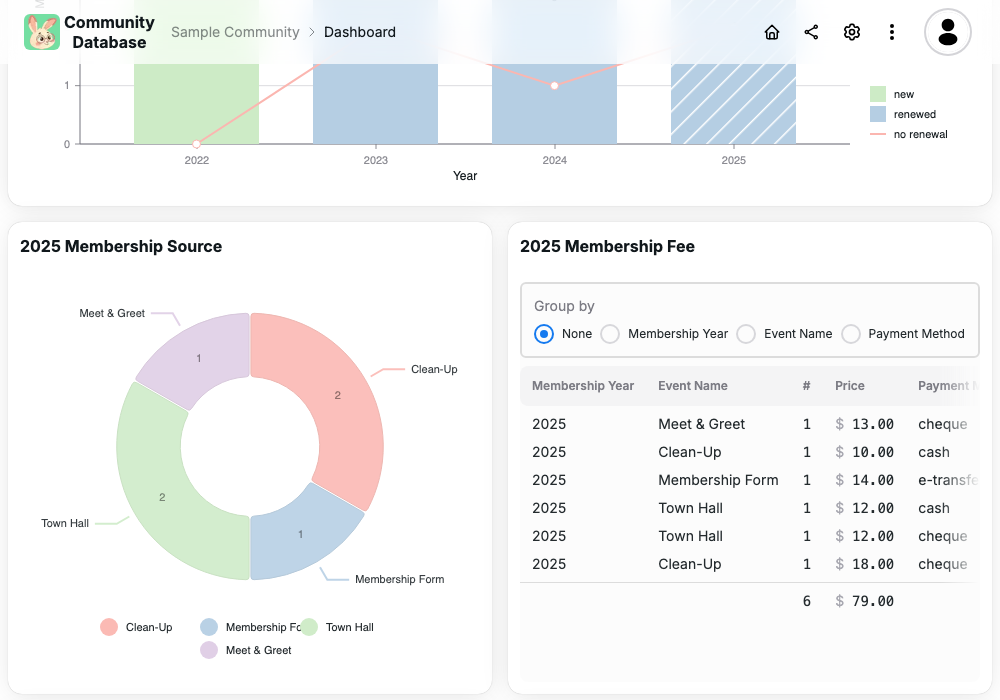 Community
Database
Sample Community
Dashboard
1
0
2022
2023
2024
2025
Year
new
renewed
no renewal
2025 Membership Source
Meet & Greet
1
Clean-Up
2
2
Town Hall
1
Membership Form
Clean-Up
Membership Fo
Town Hall
Meet & Greet
2025 Membership Fee
Group by
None Membership Year Event Name Payment Method
Membership Year Event Name # Price Payment M
2025 Meet & Greet 1 $ 13.00 cheque
2025 Clean-Up 1 $ 10.00 cash
2025 Membership Form 1 $ 14.00 e-transfe
2025 Town Hall 1 $ 12.00 cash
2025 Town Hall 1 $ 12.00 cheque
2025 Clean-Up 1 $ 18.00 cheque
6 $ 79.00